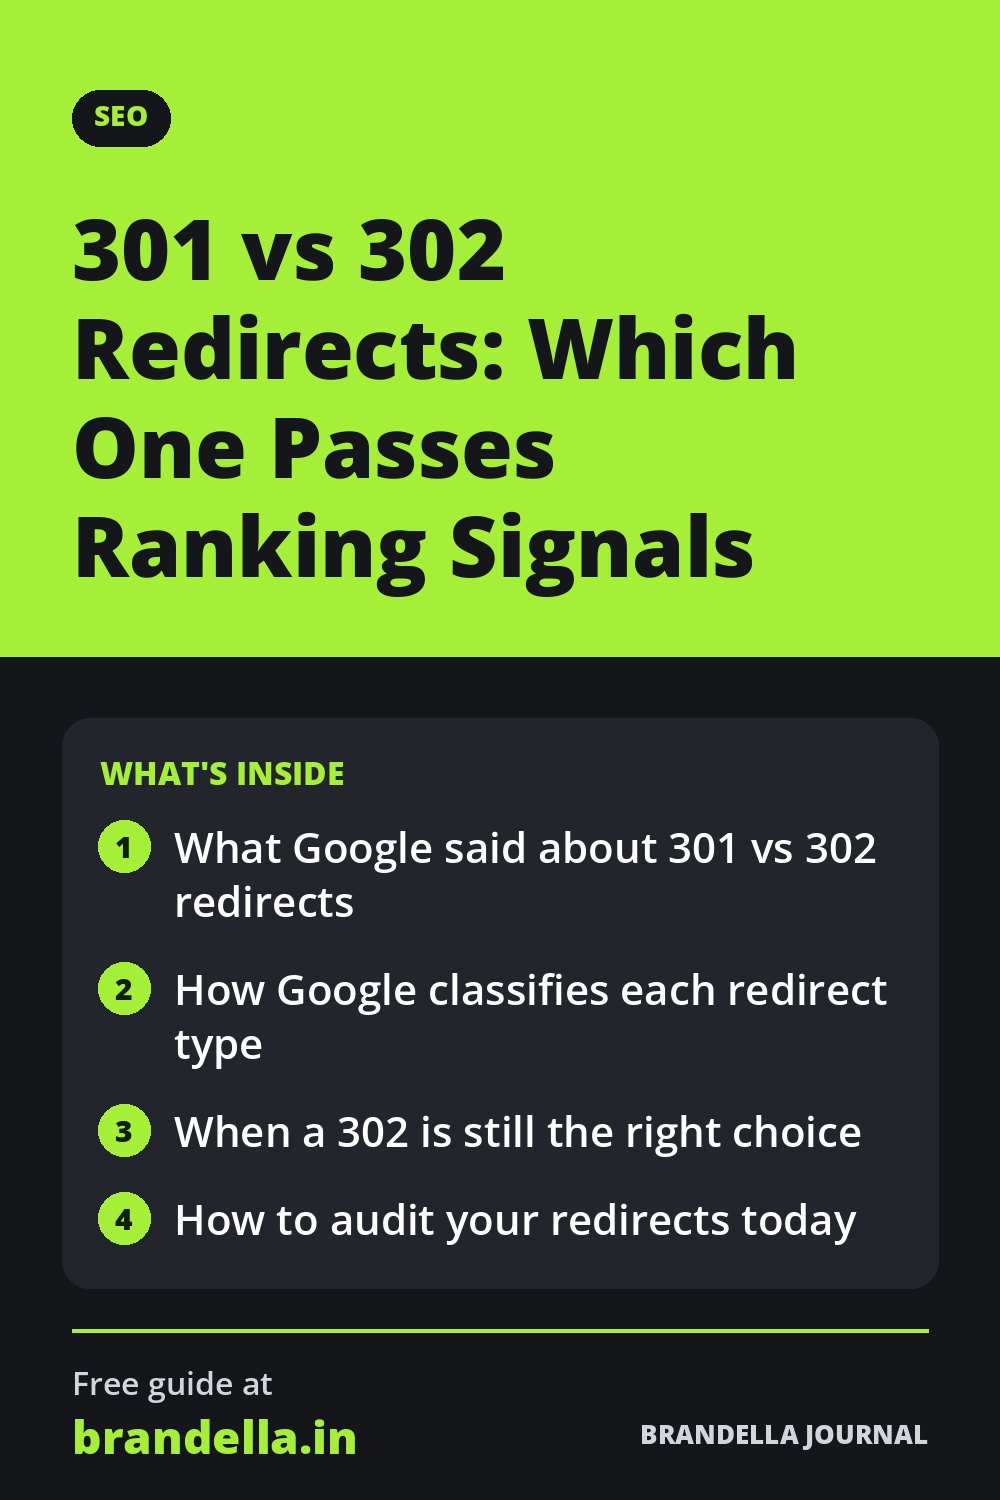 SEO
301 vs 302
Redirects: Which
One Passes
Ranking Signals
WHAT'S INSIDE
1 What Google said about 301 vs 302
redirects
2 How Google classifies each redirect
type
3 When a 302 is still the right choice
4 How to audit your redirects today
Free guide at
brandella.in
BRANDELLA JOURNAL